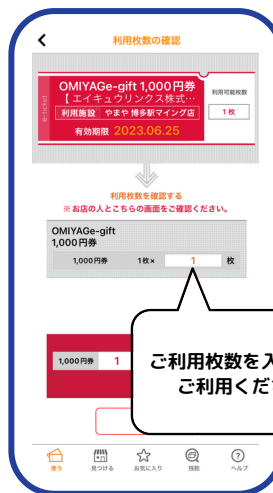 利用枚数の確認
e-ticket
OMIYAGe-gift 1,000円券
【エイキュウリンクス株式…
利用施設 やまや 博多駅マイング店
有効期限 2023.06.25
利用可能枚数
1 枚
利用枚数を確認する
※お店の人とこちらの画面をご確認ください。
OMIYAGe-gift
1,000円券
1,000円券 1枚× 1 枚
1,000円券 1
ご利用枚数を入
ご利用くだ
使う 見つける お気に入り 残数 ヘルプ